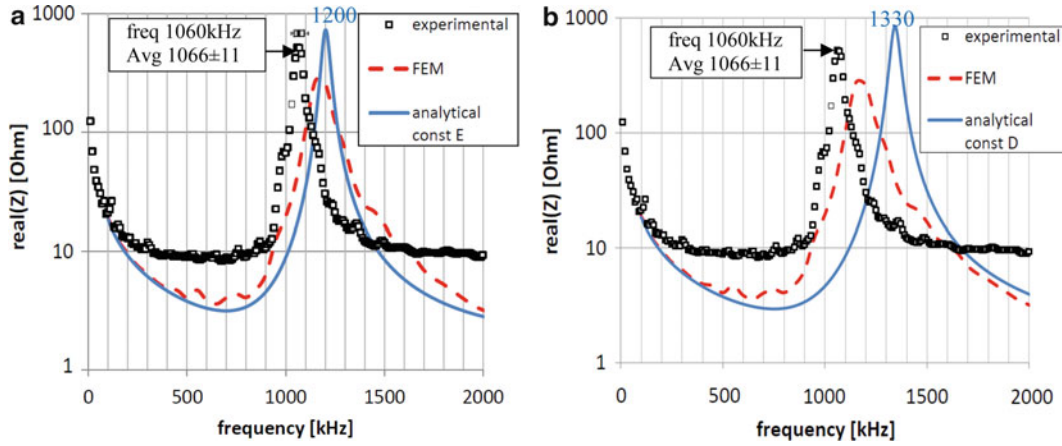 a
1200
freq 1060kHz
Avg 1066±11
experimental
FEM
analytical
const E
1000
100
10
1
real(Z) [Ohm]
0
500
1000
1500
2000
frequency [kHz]
b
1330
freq 1060kHz
Avg 1066±11
experimental
FEM
analytical
const D
1000
100
10
1
real(Z) [Ohm]
0
500
1000
1500
2000
frequency [kHz]